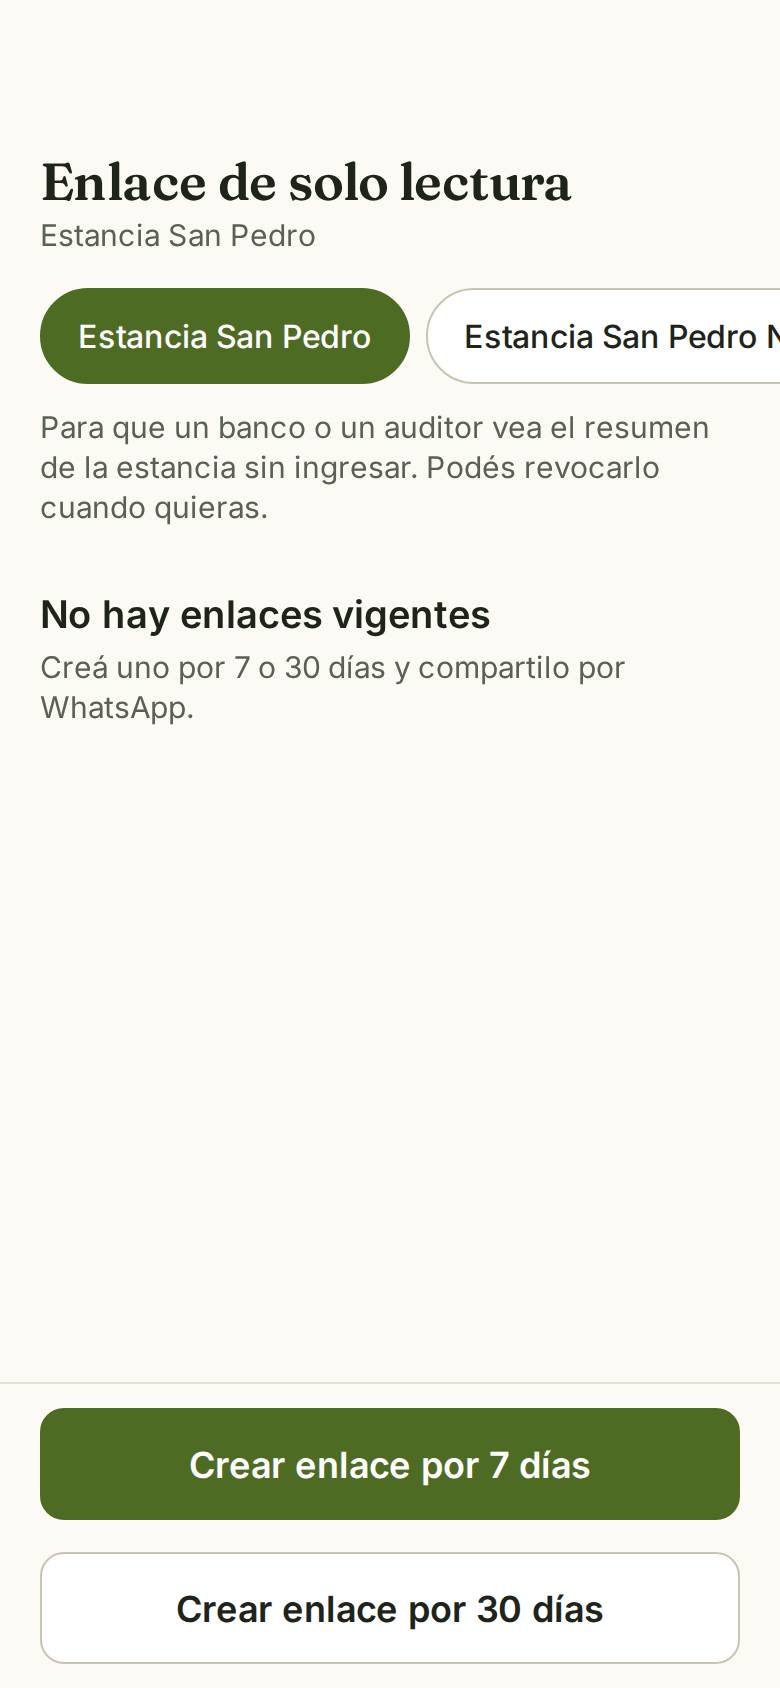 Enlace de solo lectura
Estancia San Pedro
Estancia San Pedro
Estancia San Pedro
Para que un banco o un auditor vea el resumen
de la estancia sin ingresar. Podés revocarlo
cuando quieras.
No hay enlaces vigentes
Creá uno por 7 o 30 días y compartilo por
WhatsApp.
Crear enlace por 7 días
Crear enlace por 30 días